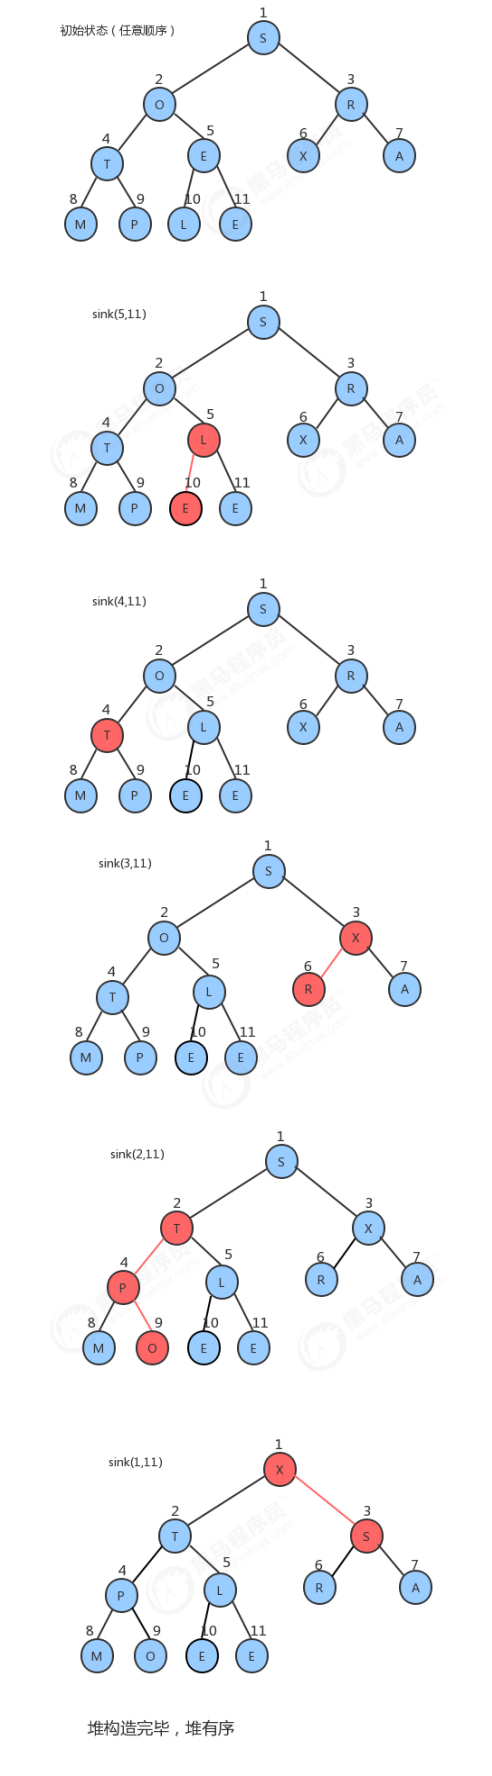 1
初始状态（任意顺序）
S
2 3
O R
4 5 6 7
T E X A
8 9 10 11
M P L E
1
sink(5,11)
S
2 3
O R
4 5 6 7
T L X A
8 9 10 11
M P E E
1
sink(4,11)
S
2 3
O R
4 5 6 7
T L X A
8 9 10 11
M P E E
1
sink(3,11)
S
2 3
O X
4 5 6 7
T L R A
8 9 10 11
M P E E
1
sink(2,11)
S
2 3
T X
4 5 6 7
P L R A
8 9 10 11
M O E E
1
sink(1,11)
X
2 3
T S
4 5 6 7
P L R A
8 9 10 11
M O E E
堆构造完毕，堆有序